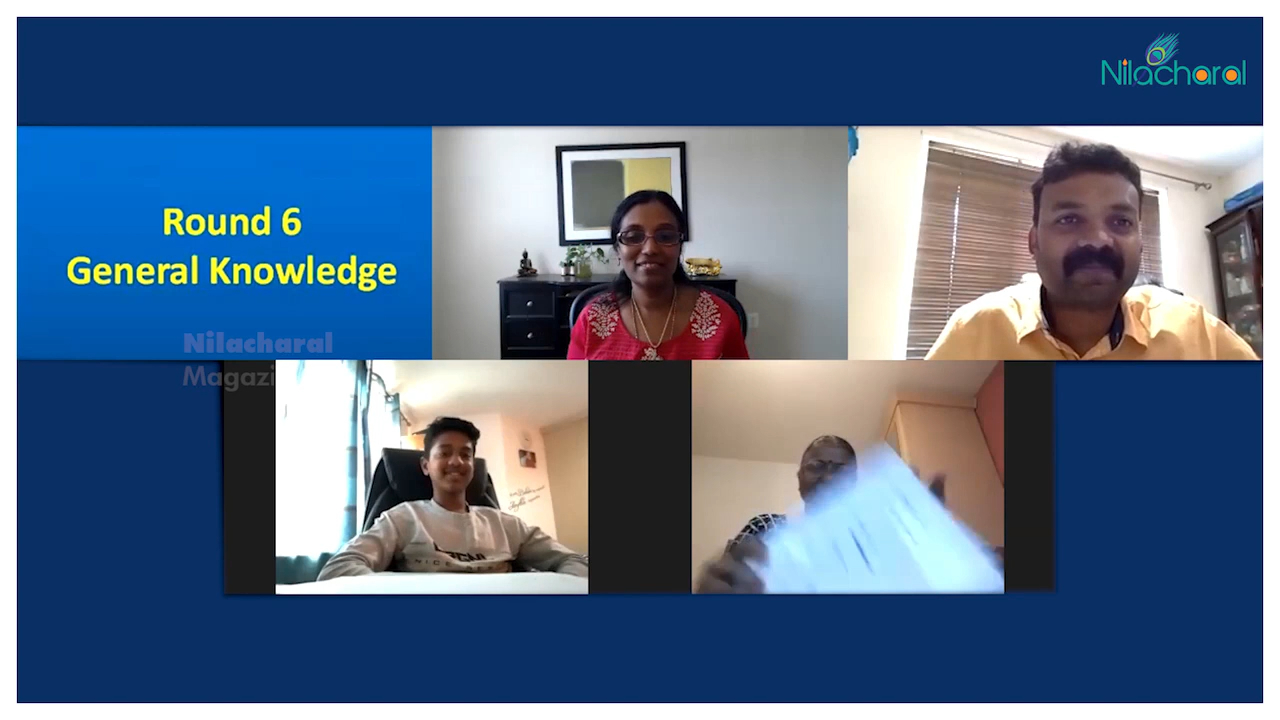 Nilacharal
Round 6
General Knowledge
Nilacharal
Magazi